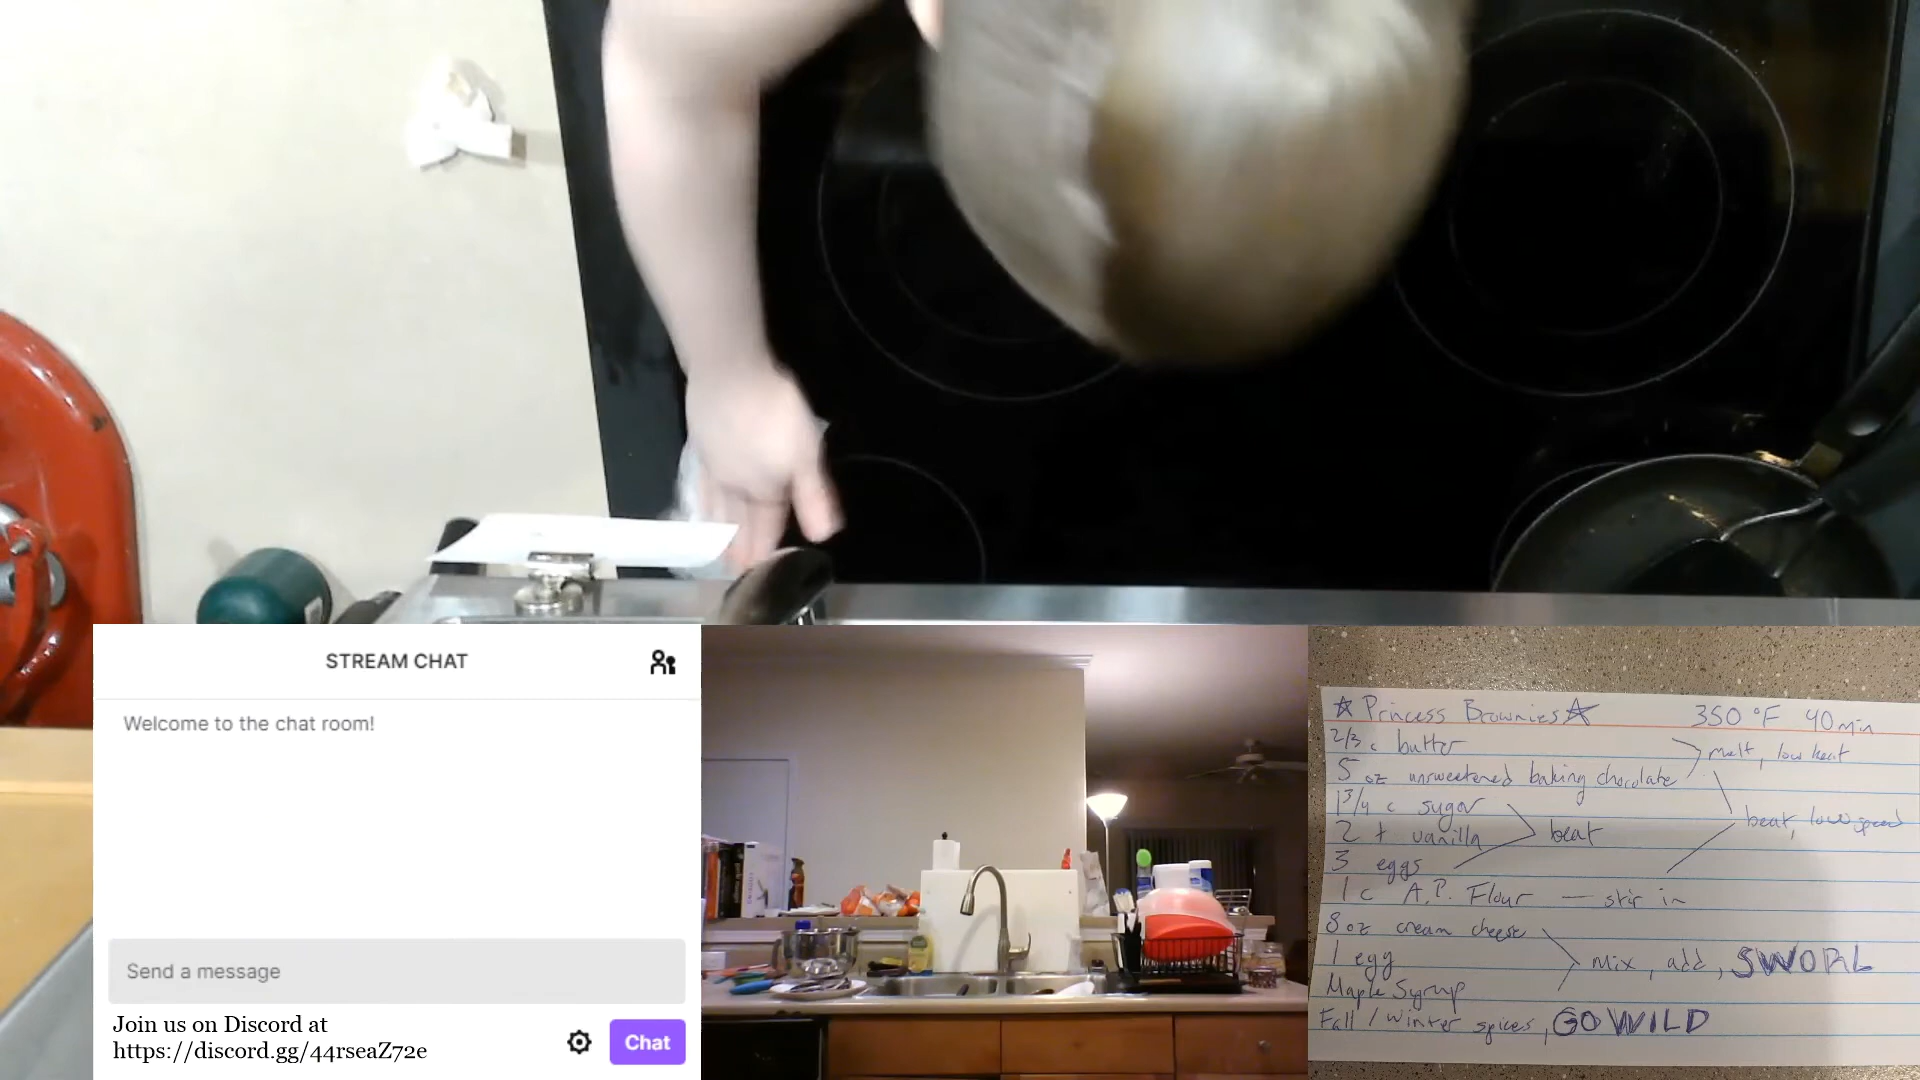 STREAM CHAT
Welcome to the chat room!
Send a message
Join us on Discord at
https://discord.gg/44rseaZ72e
Chat
☆ Princess Brownies ☆ 350 °F 40 min
2/3 c butter
melt, low heat
5 oz unsweetened baking chocolate
1 3/4 c sugar
beat, low speed
2 t vanilla
beat
3 eggs
1 c A.P. Flour — stir in
8 oz cream cheese
1 egg
mix, add, SWORL
Maple Syrup
Fall / winter spices, GO WILD